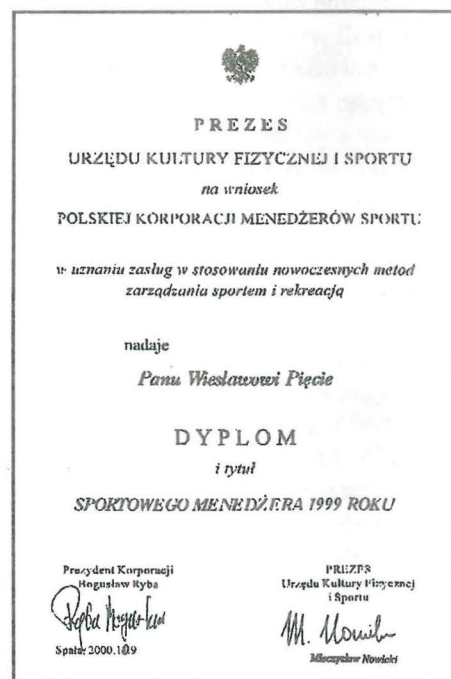 PREZES
URZĘDU KULTURY FIZYCZNEJ I SPORTU
na wniosek
POLSKIEJ KORPORACJI MENEDŻERÓW SPORTU
w uznaniu zasług w stosowaniu nowoczesnych metod
zarządzania sportem i rekreacją
nadaje
Panu Wiesławowi Pięcie
DYPLOM
i tytuł
SPORTOWEGO MENEDŻERA 1999 ROKU
Prezydent Korporacji
Bogusław Ryba
Spała 2000.
PREZES
Urzędu Kultury Fizycznej
i Sportu
Mieczysław Nowicki